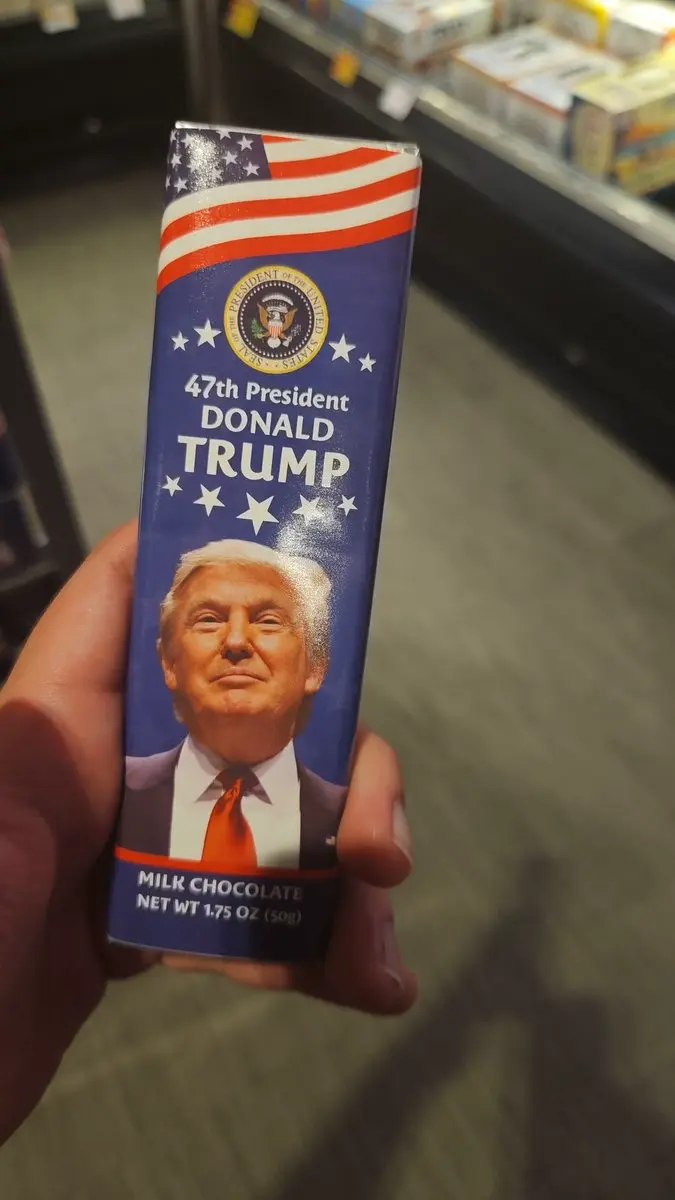 SEAL OF THE PRESIDENT OF THE UNITED STATES
47th President
DONALD
TRUMP
MILK CHOCOLATE
NET WT 1.75 OZ (50g)